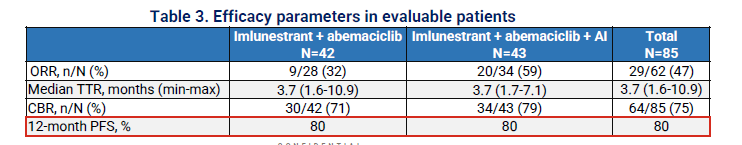 Table 3. Efficacy parameters in evaluable patients
Imlunestrant + abemaciclib Imlunestrant + abemaciclib + AI Total
N=42 N=43 N=85
ORR, n/N (%) 9/28 (32) 20/34 (59) 29/62 (47)
Median TTR, months (min-max) 3.7 (1.6-10.9) 3.7 (1.7-7.1) 3.7 (1.6-10.9)
CBR, n/N (%) 30/42 (71) 34/43 (79) 64/85 (75)
12-month PFS, % 80 80 80